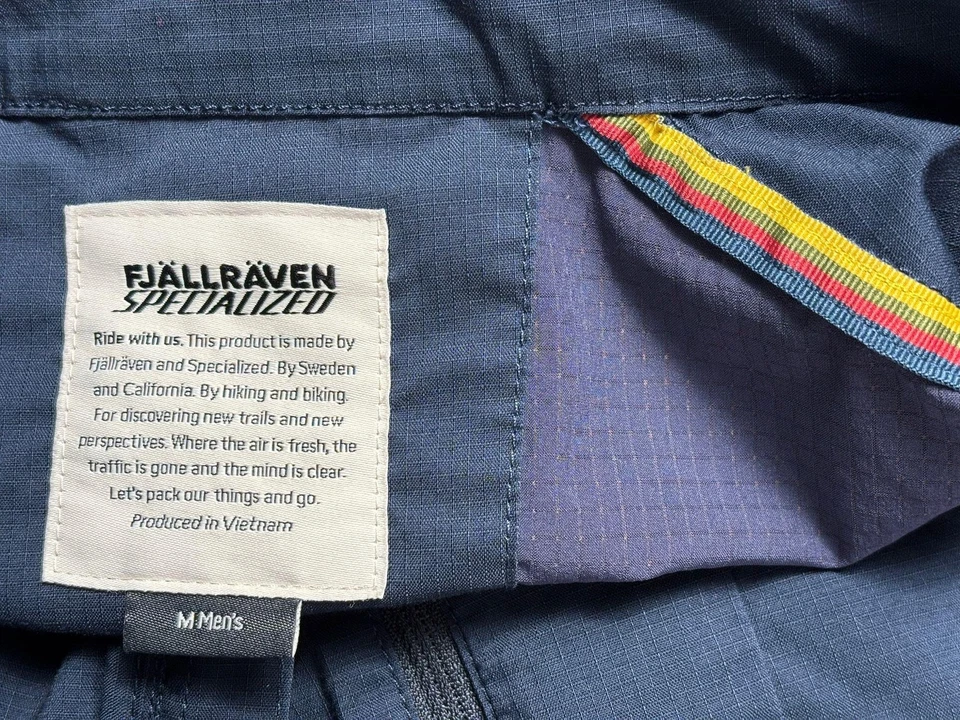 FJÄLLRÄVEN
SPECIALIZED
Ride with us. This product is made by
Fjällräven and Specialized. By Sweden
and California. By hiking and biking.
For discovering new trails and new
perspectives. Where the air is fresh, the
traffic is gone and the mind is clear.
Let's pack our things and go.
Produced in Vietnam
M Men's